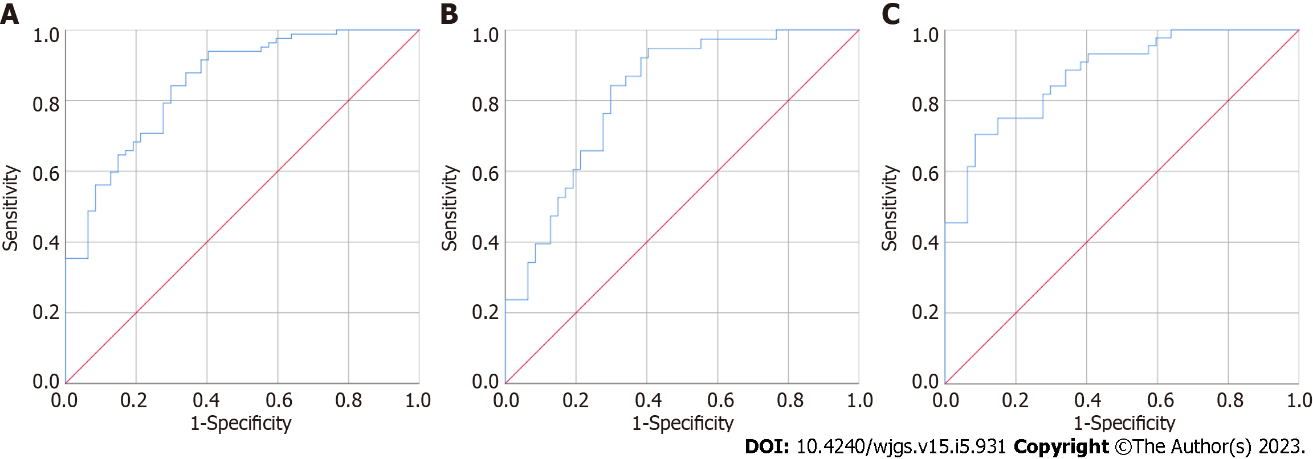 A
1.0
0.8
0.6
0.4
0.2
0.0
Sensitivity
0.0 0.2 0.4 0.6 0.8 1.0
1-Specificity
B
1.0
0.8
0.6
0.4
0.2
0.0
Sensitivity
0.0 0.2 0.4 0.6 0.8 1.0
1-Specificity
C
1.0
0.8
0.6
0.4
0.2
0.0
Sensitivity
0.0 0.2 0.4 0.6 0.8 1.0
1-Specificity
DOI: 10.4240/wjgs.v15.i5.931 Copyright ©The Author(s) 2023.